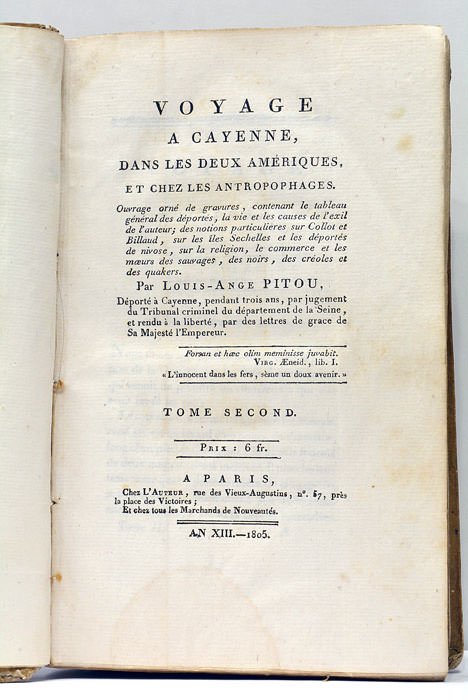 VOYAGE
A CAYENNE,
DANS LES DEUX AMÉRIQUES,
ET CHEZ LES ANTROPOPHAGES.
Ouvrage orné de gravures, contenant le tableau
général des déportés, la vie et les causes de l'exil
de l'auteur; des notions particulières sur Collot et
Billaud, sur les îles Sechelles et les déportés
de nivose, sur la religion, le commerce et les
mœurs des sauvages, des noirs, des créoles et
des quakers.
Par LOUIS-ANGE PITOU,
Déporté à Cayenne, pendant trois ans, par jugement
du Tribunal criminel du département de la Seine,
et rendu à la liberté, par des lettres de grace de
Sa Majesté l'Empereur.
Forsan et hæc olim meminisse juvabit.
VIRG. Æneid., lib. I.
« L'innocent dans les fers, sème un doux avenir. »
TOME SECOND.
PRIX : 6 fr.
A PARIS,
Chez L'AUTEUR, rue des Vieux-Augustins, n°. 57, près
la place des Victoires;
Et chez tous les Marchands de Nouveautés.
AN XIII.—1805.